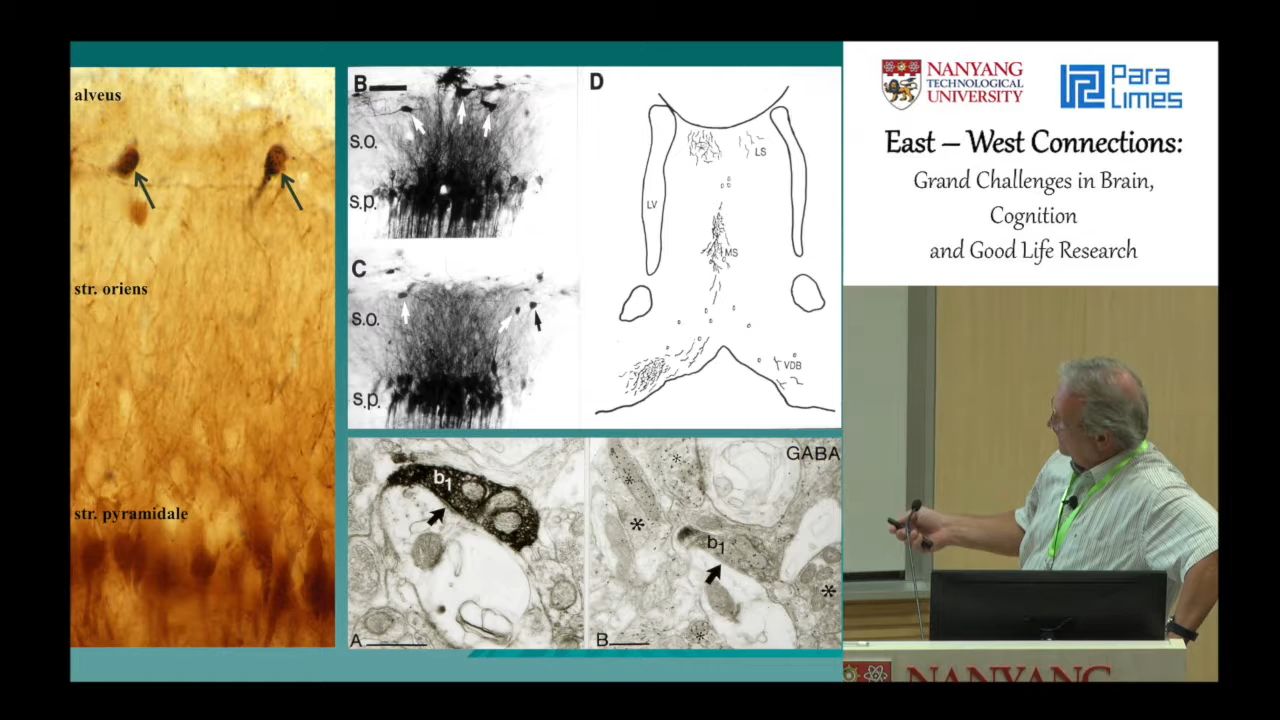 alveus
str. oriens
str. pyramidale
B
s.o.
s.p.
C
s.o.
s.p.
D
LS
LV
MS
VDB
b1
A
GABA
b1
B
NANYANG
TECHNOLOGICAL
UNIVERSITY
Para
Limes
East – West Connections:
Grand Challenges in Brain,
Cognition
and Good Life Research
NANYANG